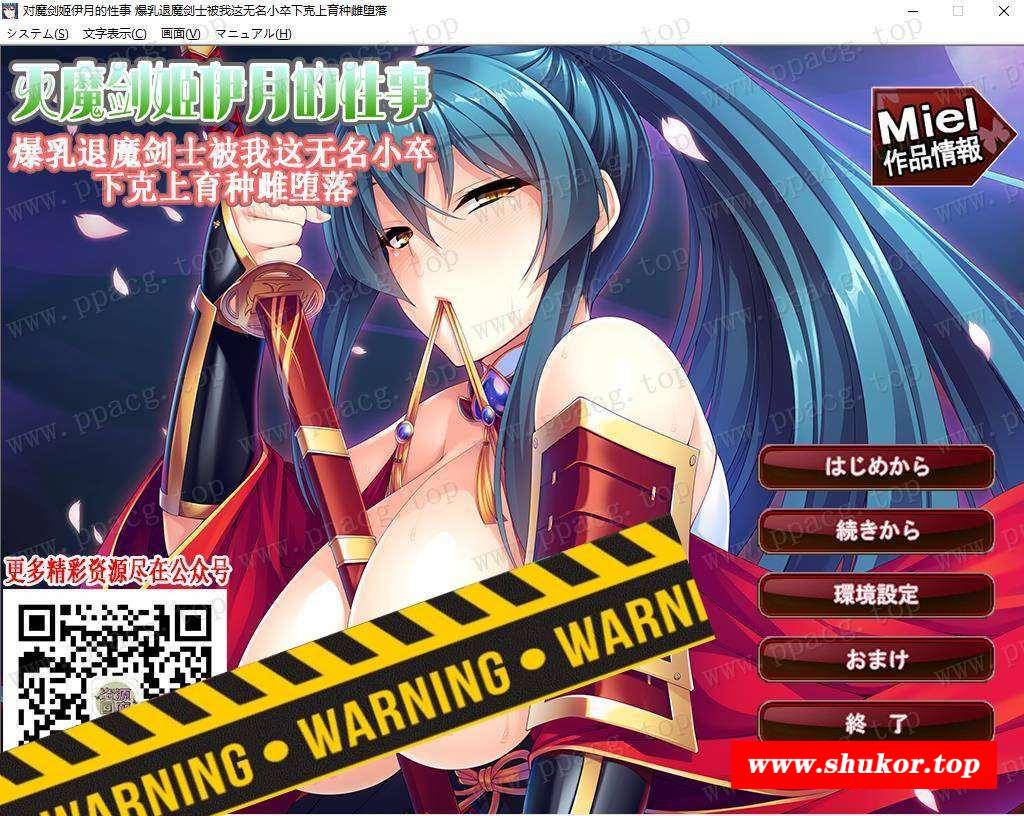 对魔剑姬伊月的性事 爆乳退魔剑士被我这无名小卒下克上育种雌堕落
システム(S) 文字表示(C) 画面(V) マニュアル(H)
灭魔剑姬伊月的性事
爆乳退魔剑士被我这无名小卒
下克上育种雌堕落
Miel
作品情報
はじめから
続きから
環境設定
おまけ
終 了
更多精彩资源尽在公众号
WARNING • WARNING • WARNI
www.shukor.top
www.ppacg.top